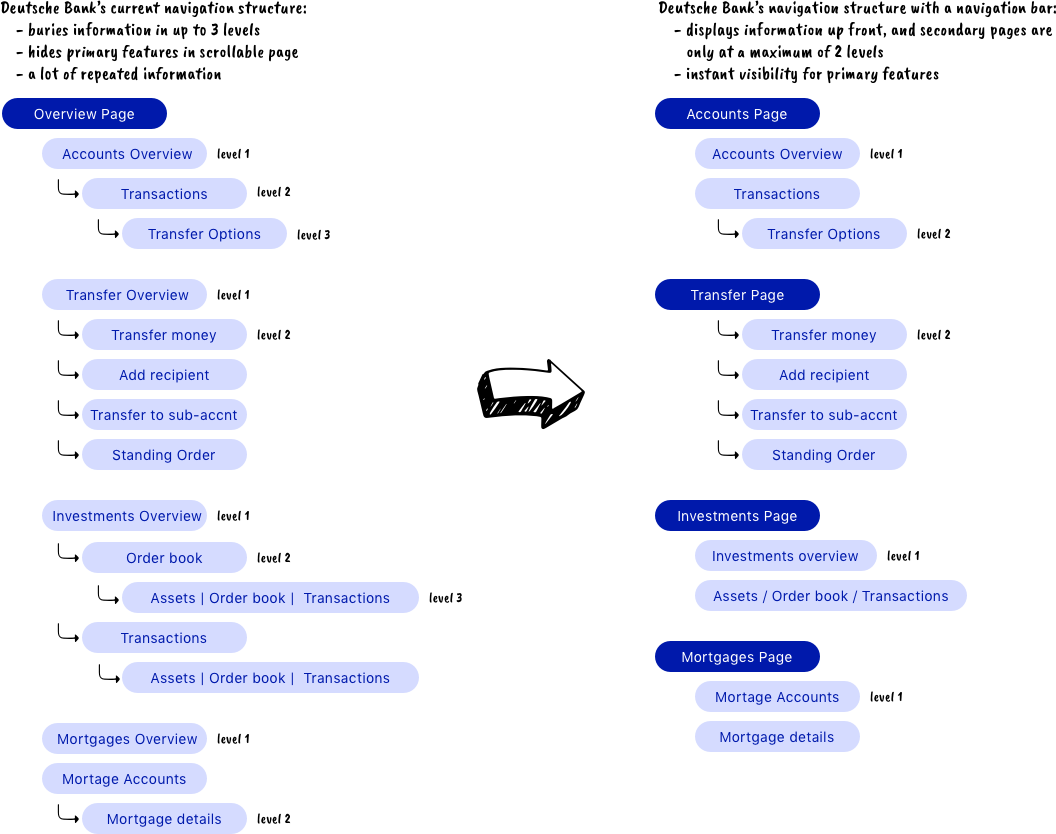 Deutsche Bank's current navigation structure:
- buries information in up to 3 levels
- hides primary features in scrollable page
- a lot of repeated information
Overview Page
Accounts Overview level 1
Transactions level 2
Transfer Options level 3
Transfer Overview level 1
Transfer money level 2
Add recipient
Transfer to sub-accnt
Standing Order
Investments Overview level 1
Order book level 2
Assets | Order book | Transactions level 3
Transactions
Assets | Order book | Transactions
Mortgages Overview level 1
Mortage Accounts
Mortgage details level 2
Deutsche Bank's navigation structure with a navigation bar:
- displays information up front, and secondary pages are
only at a maximum of 2 levels
- instant visibility for primary features
Accounts Page
Accounts Overview level 1
Transactions
Transfer Options level 2
Transfer Page
Transfer money level 2
Add recipient
Transfer to sub-accnt
Standing Order
Investments Page
Investments overview level 1
Assets / Order book / Transactions
Mortgages Page
Mortage Accounts level 1
Mortgage details